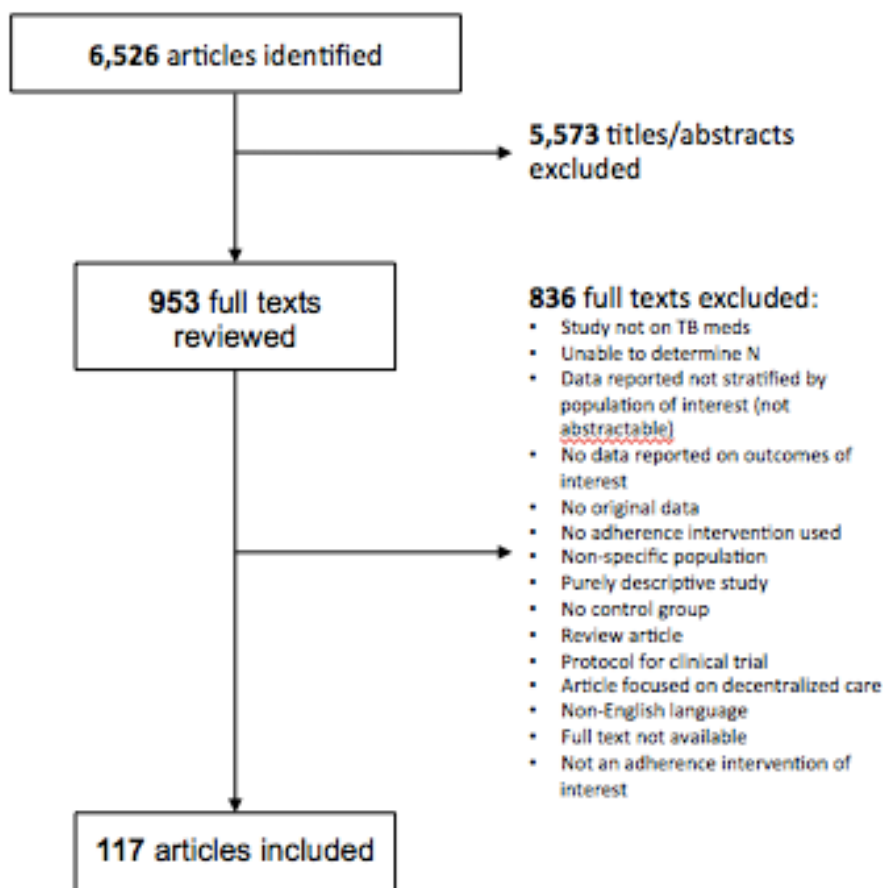 6,526 articles identified
5,573 titles/abstracts
excluded
953 full texts
reviewed
836 full texts excluded:
• Study not on TB meds
• Unable to determine N
• Data reported not stratified by
population of interest (not
abstractable)
• No data reported on outcomes of
interest
• No original data
• No adherence intervention used
• Non-specific population
• Purely descriptive study
• No control group
• Review article
• Protocol for clinical trial
• Article focused on decentralized care
• Non-English language
• Full text not available
• Not an adherence intervention of
interest
117 articles included